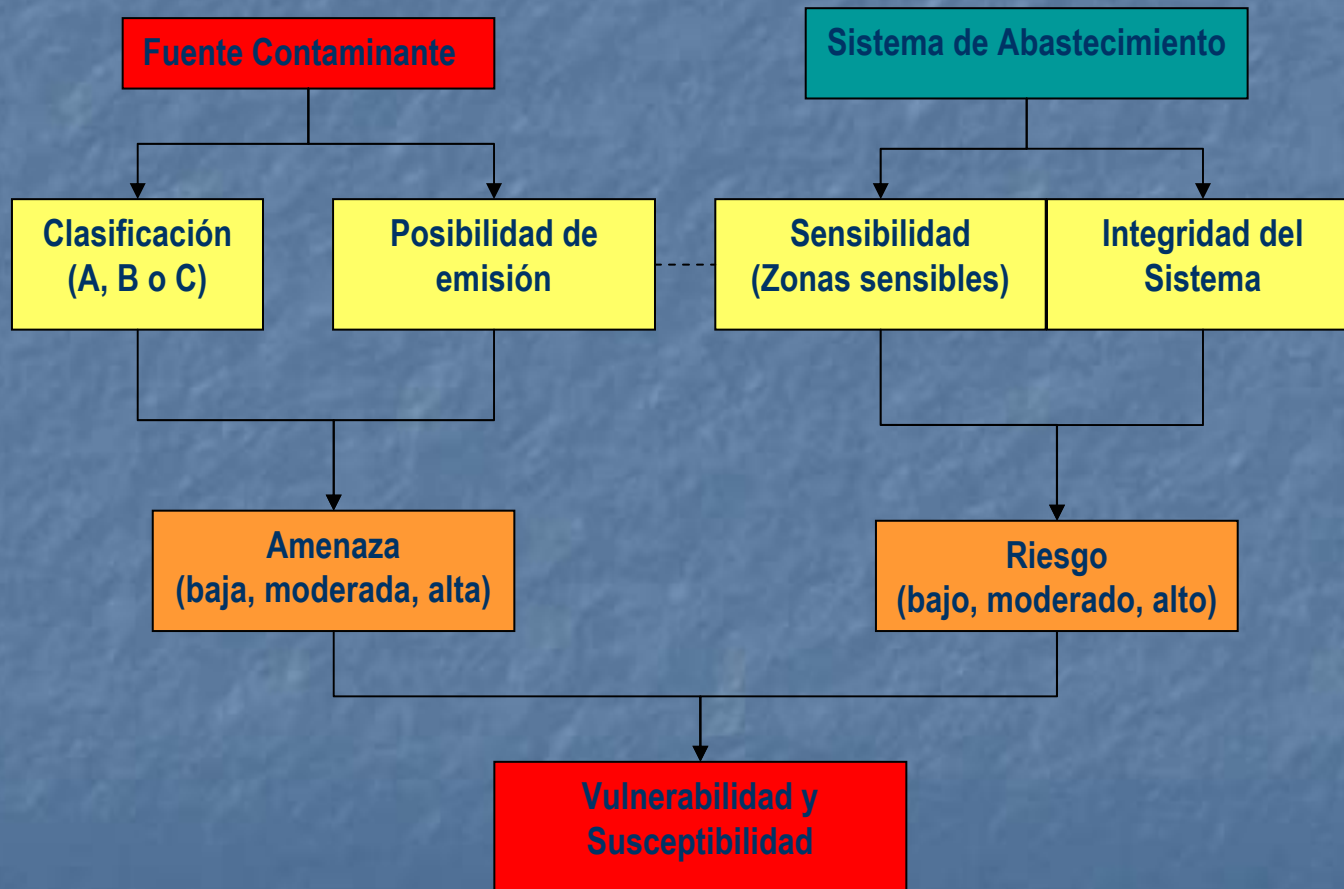 Fuente Contaminante
Sistema de Abastecimiento
Clasificación
(A, B o C)
Posibilidad de
emisión
Sensibilidad
(Zonas sensibles)
Integridad del
Sistema
Amenaza
(baja, moderada, alta)
Riesgo
(bajo, moderado, alto)
Vulnerabilidad y
Susceptibilidad